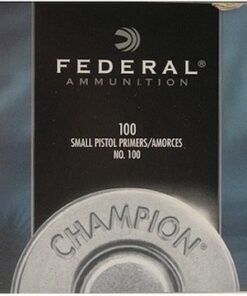 FEDERAL
AMMUNITION
100
SMALL PISTOL PRIMERS/AMORCES
NO. 100
CHAMPION